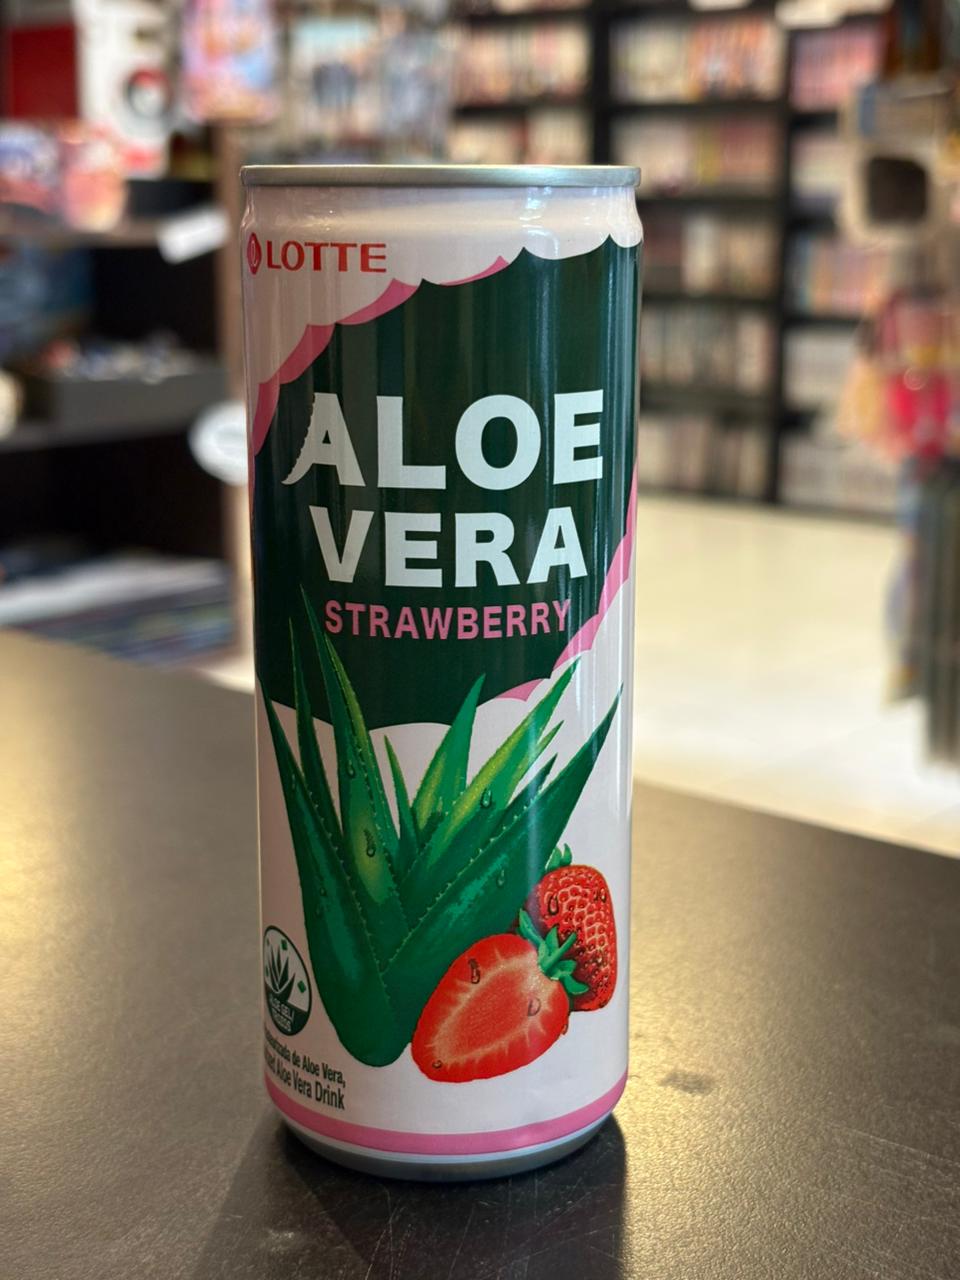 LOTTE
ALOE
VERA
STRAWBERRY
de Aloe Vera,
Aloe Vera Drink